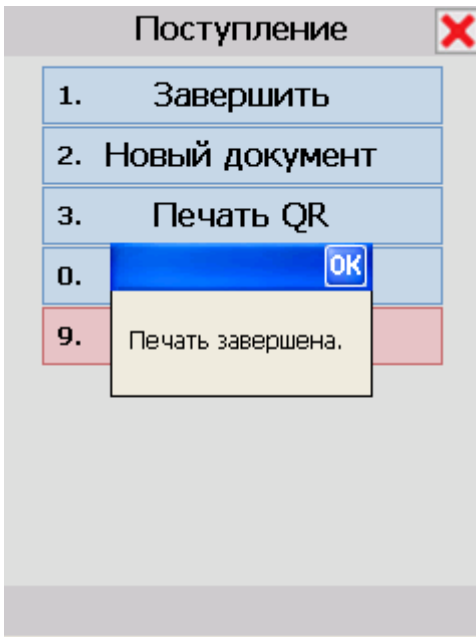 Поступление
1. Завершить
2. Новый документ
3. Печать QR
0.
OK
9.
Печать завершена.